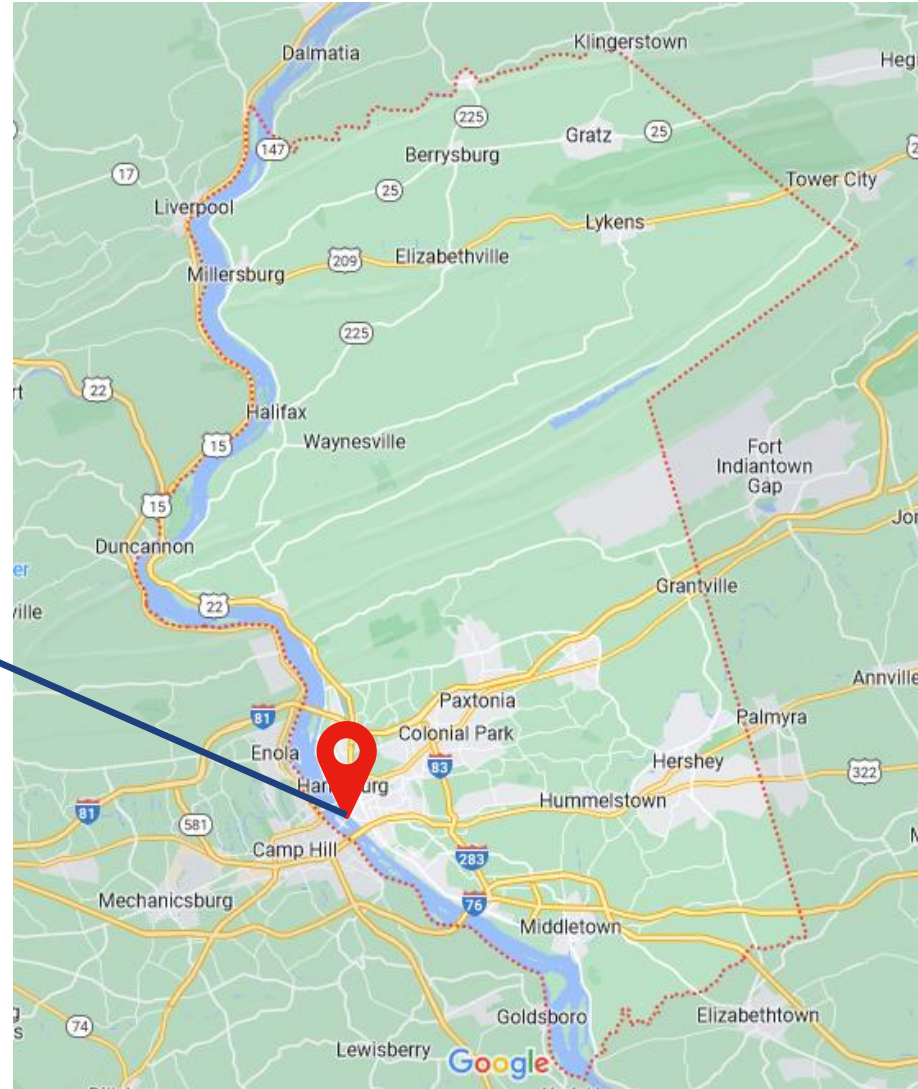 Klingerstown
Dalmatia
Hegi
225
Gratz
25
147
Berrysburg
17
25
Tower City
Liverpool
Lykens
209
Elizabethville
Millersburg
225
22
Halifax
15
Waynesville
Fort
Indiantown
Gap
15
Duncannon
Grantville
ville
22
Annville
Paxtonia
81
Palmyra
Colonial Park
Enola
Hershey
83
322
Hummelstown
81
581
Camp Hill
283
Mechanicsburg
76
Middletown
Goldsboro
Elizabethtown
74
Lewisberry
Google